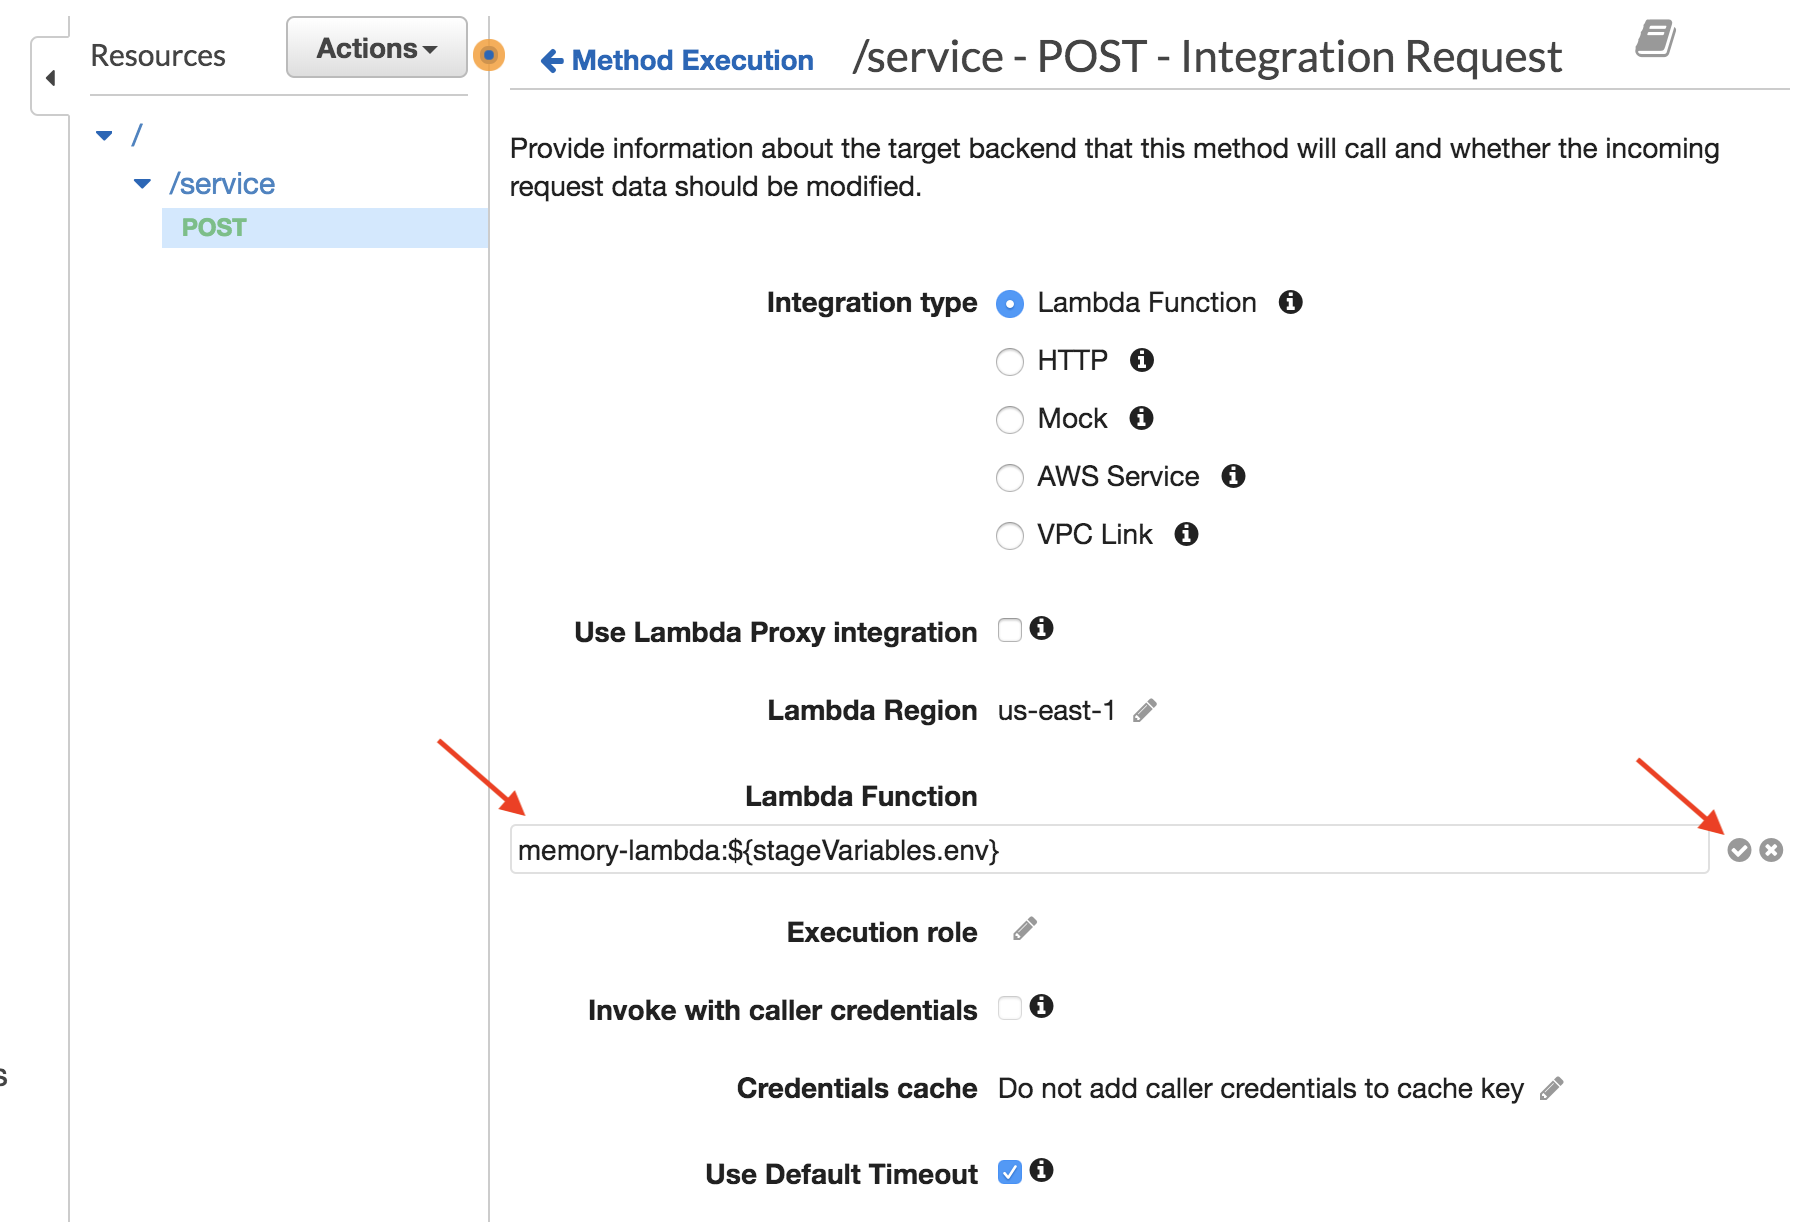 Resources
Actions
/
/service
POST
Method Execution
/service - POST - Integration Request
Provide information about the target backend that this method will call and whether the incoming
request data should be modified.
Integration type
Lambda Function
HTTP
Mock
AWS Service
VPC Link
Use Lambda Proxy integration
Lambda Region us-east-1
Lambda Function
memory-lambda:${stageVariables.env}
Execution role
Invoke with caller credentials
Credentials cache Do not add caller credentials to cache key
Use Default Timeout
s